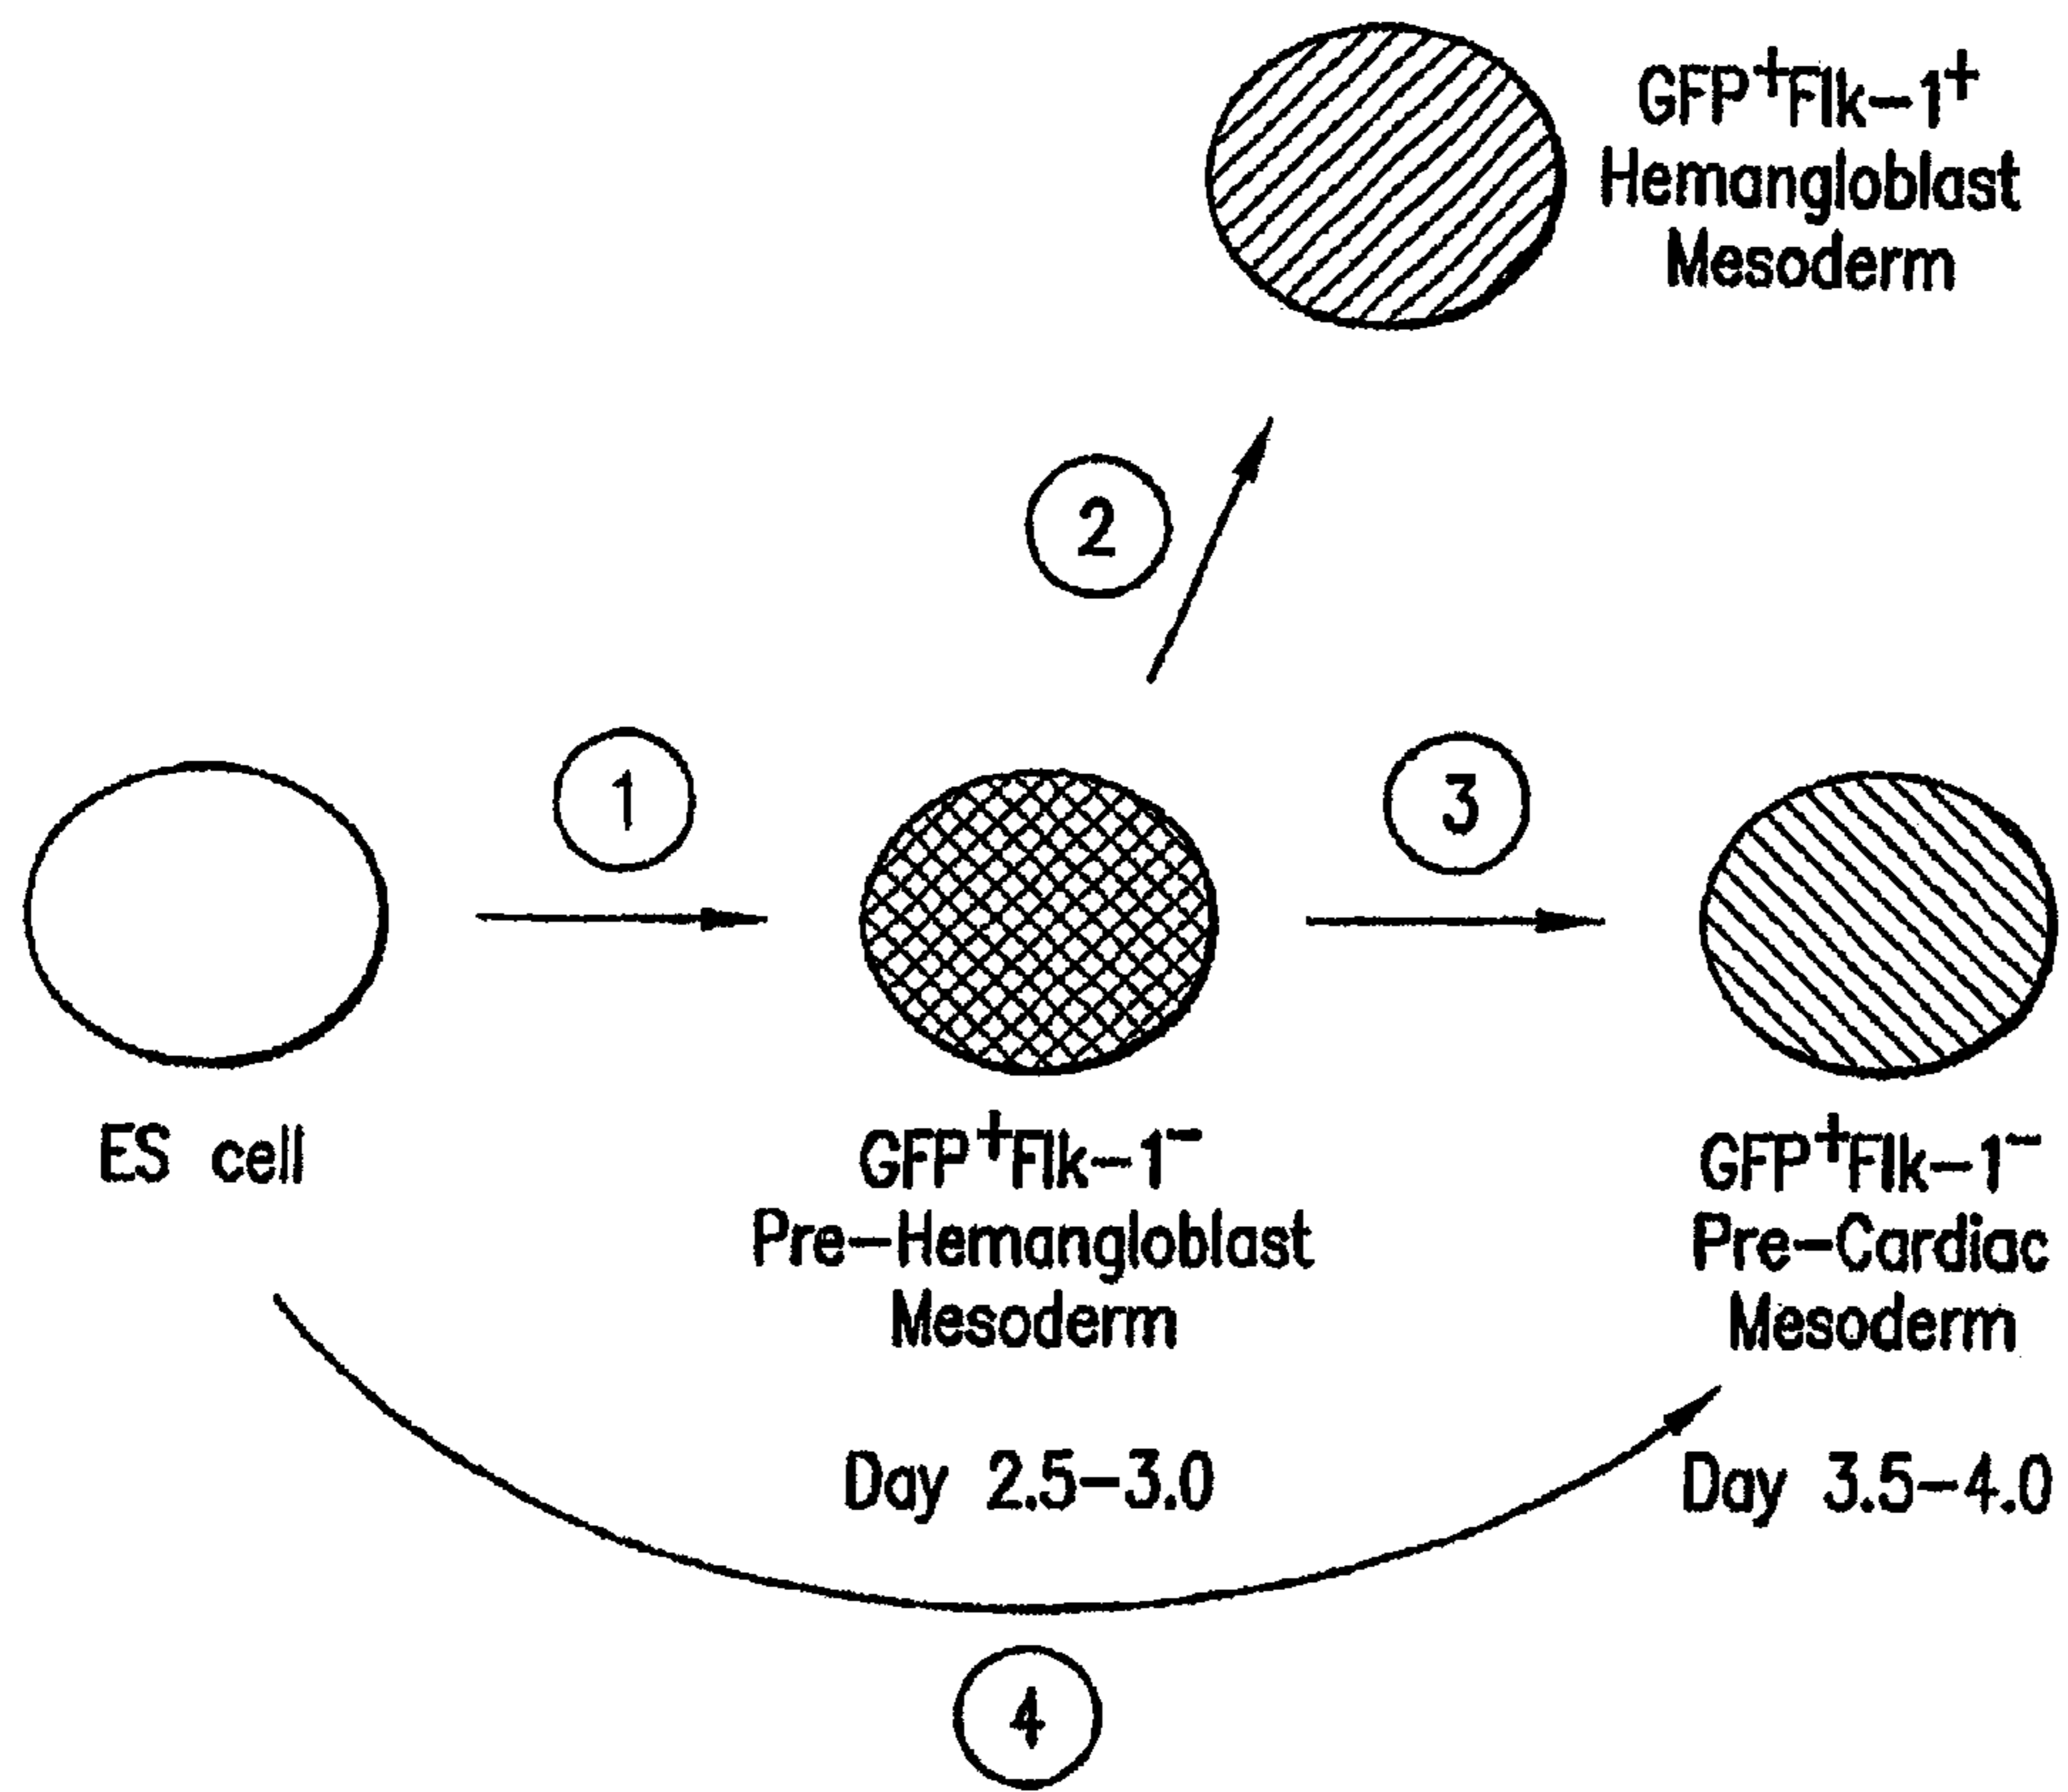 GFP⁺Flk-1⁺
Hemangloblast
Mesoderm
2
1
3
ES cell
GFP⁺Flk-1⁻
Pre-Hemangloblast
Mesoderm
Day 2.5-3.0
GFP⁺Flk-1⁻
Pre-Cardiac
Mesoderm
Day 3.5-4.0
4